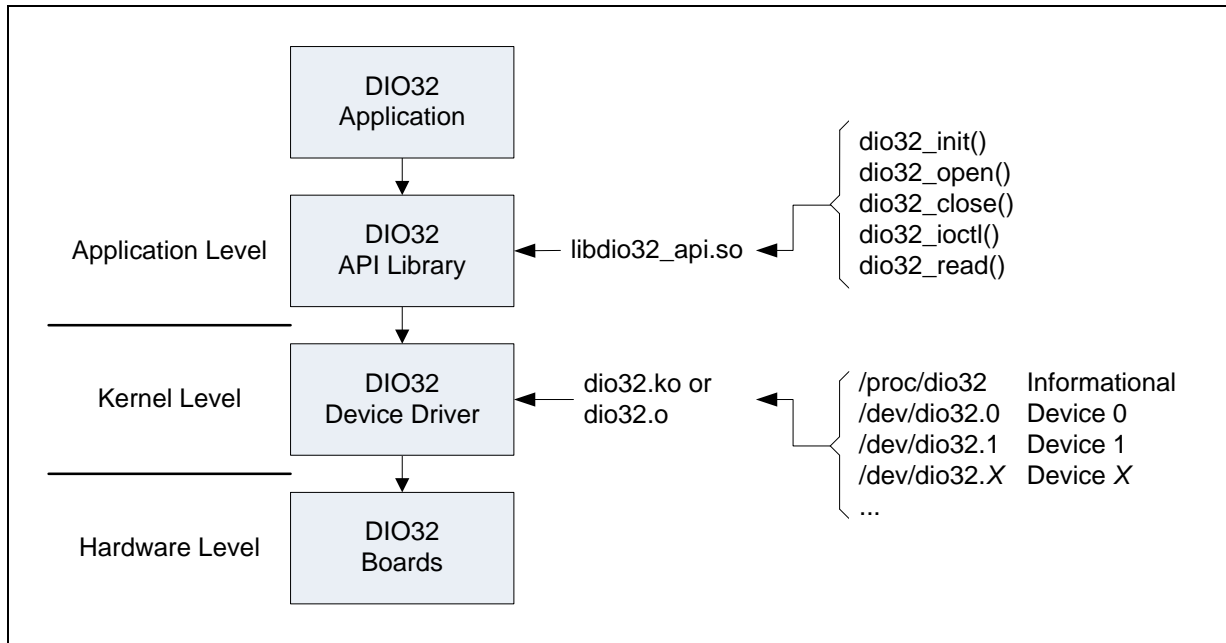 DIO32
Application
DIO32
API Library
Application Level
libdio32_api.so
dio32_init()
dio32_open()
dio32_close()
dio32_ioctl()
dio32_read()
Kernel Level
DIO32
Device Driver
dio32.ko or
dio32.o
/proc/dio32 Informational
/dev/dio32.0 Device 0
/dev/dio32.1 Device 1
/dev/dio32.X Device X
...
Hardware Level
DIO32
Boards